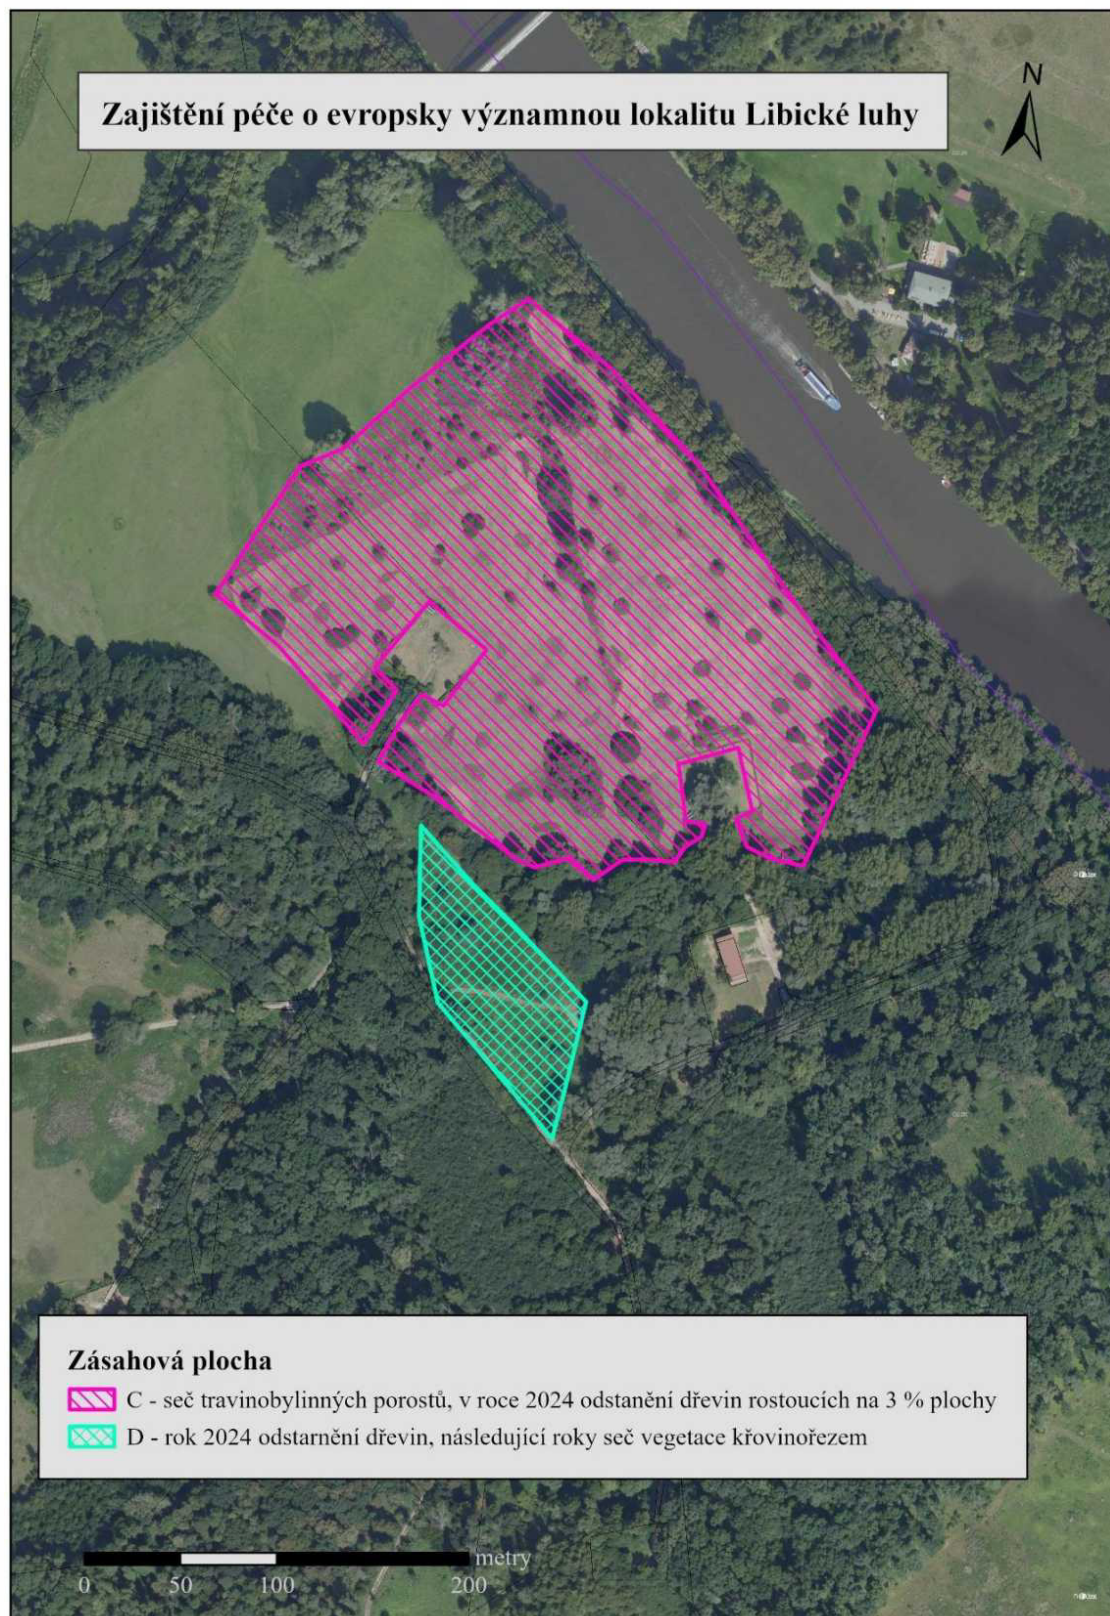 Zajištění péče o evropsky významnou lokalitu Libické luhy
N
Zásahová plocha
C - seč travinobylinných porostů, v roce 2024 odstanění dřevin rostoucích na 3 % plochy
D - rok 2024 odstarnění dřevin, následující roky seč vegetace křovinořezem
metry
0 50 100 200